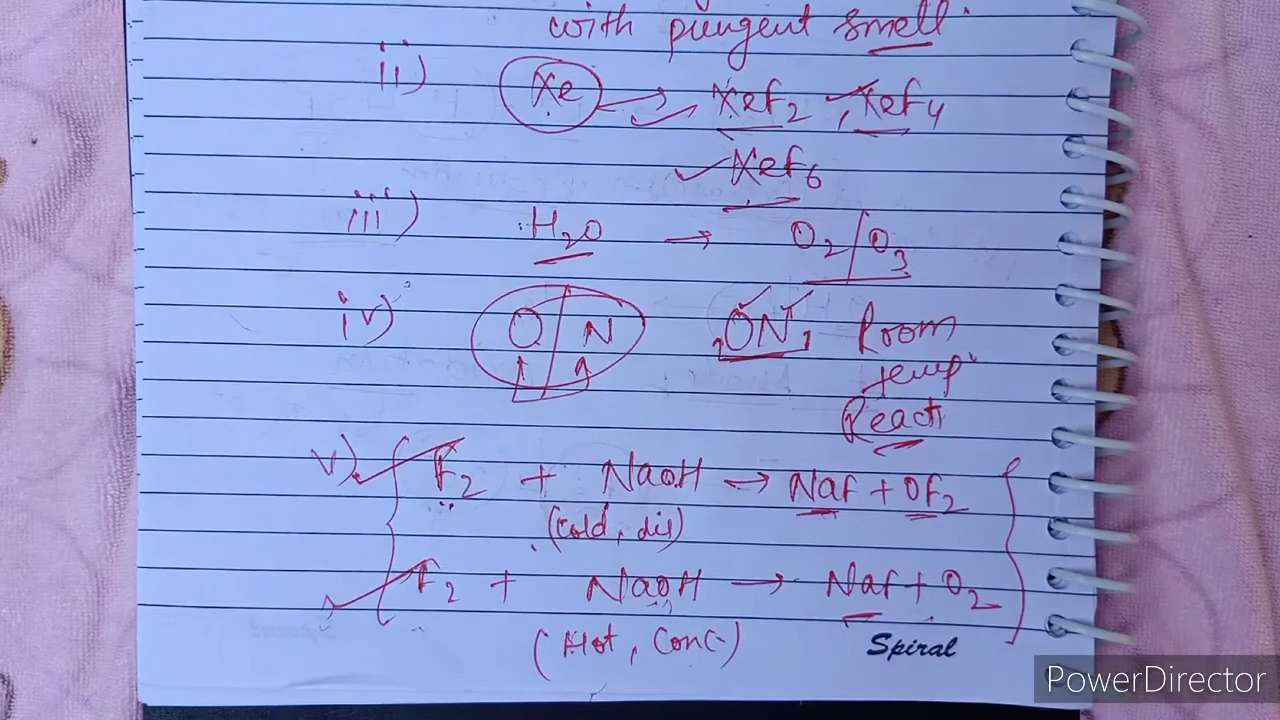 with pungent smell.
ii) Xe → XeF2, XeF4
XeF6
iii) H2O → O2/O3
iv) O N ON, Room
temp
React
v) F2 + NaOH → NaF + OF2
(cold, dil)
F2 + NaOH → NaF + O2
(Hot, Conc)
Spiral
PowerDirector